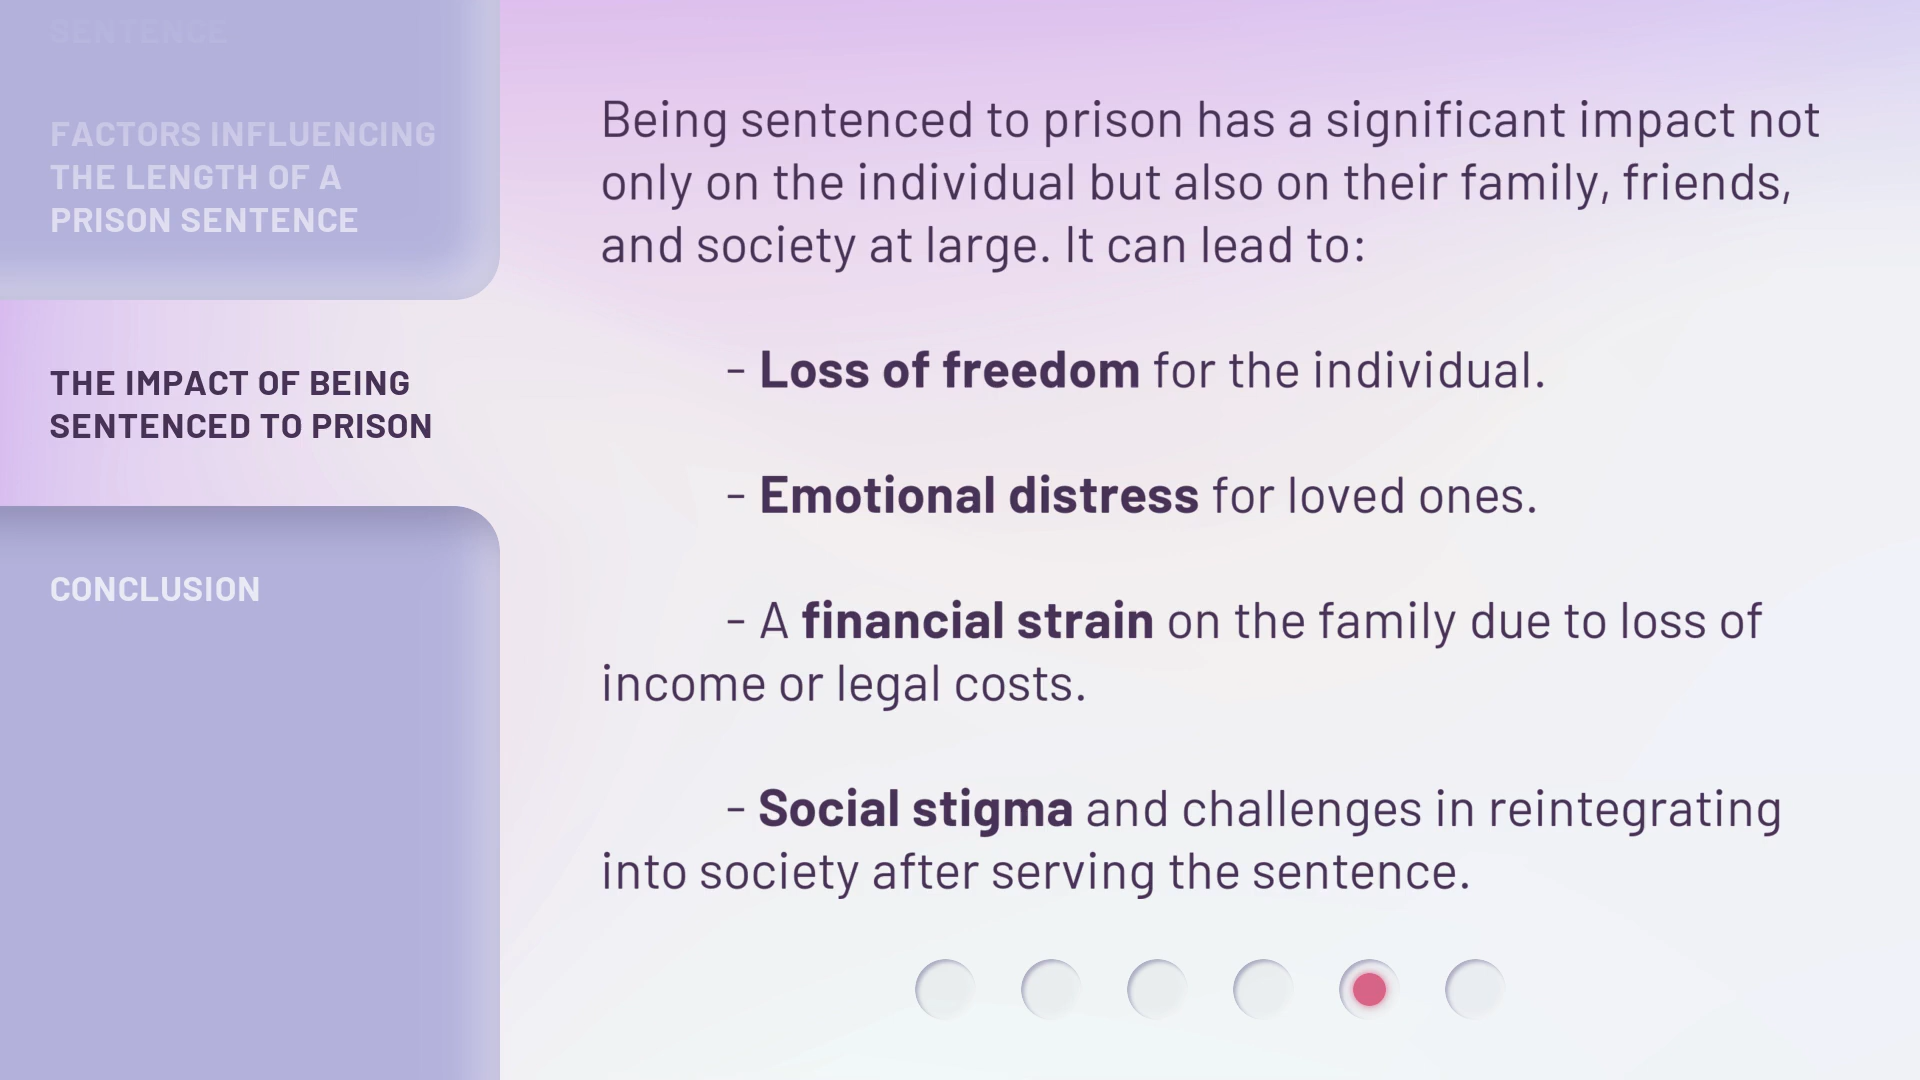 SENTENCE
FACTORS INFLUENCING
THE LENGTH OF A
PRISON SENTENCE
THE IMPACT OF BEING
SENTENCED TO PRISON
CONCLUSION
Being sentenced to prison has a significant impact not
only on the individual but also on their family, friends,
and society at large. It can lead to:
- Loss of freedom for the individual.
- Emotional distress for loved ones.
- A financial strain on the family due to loss of
income or legal costs.
- Social stigma and challenges in reintegrating
into society after serving the sentence.